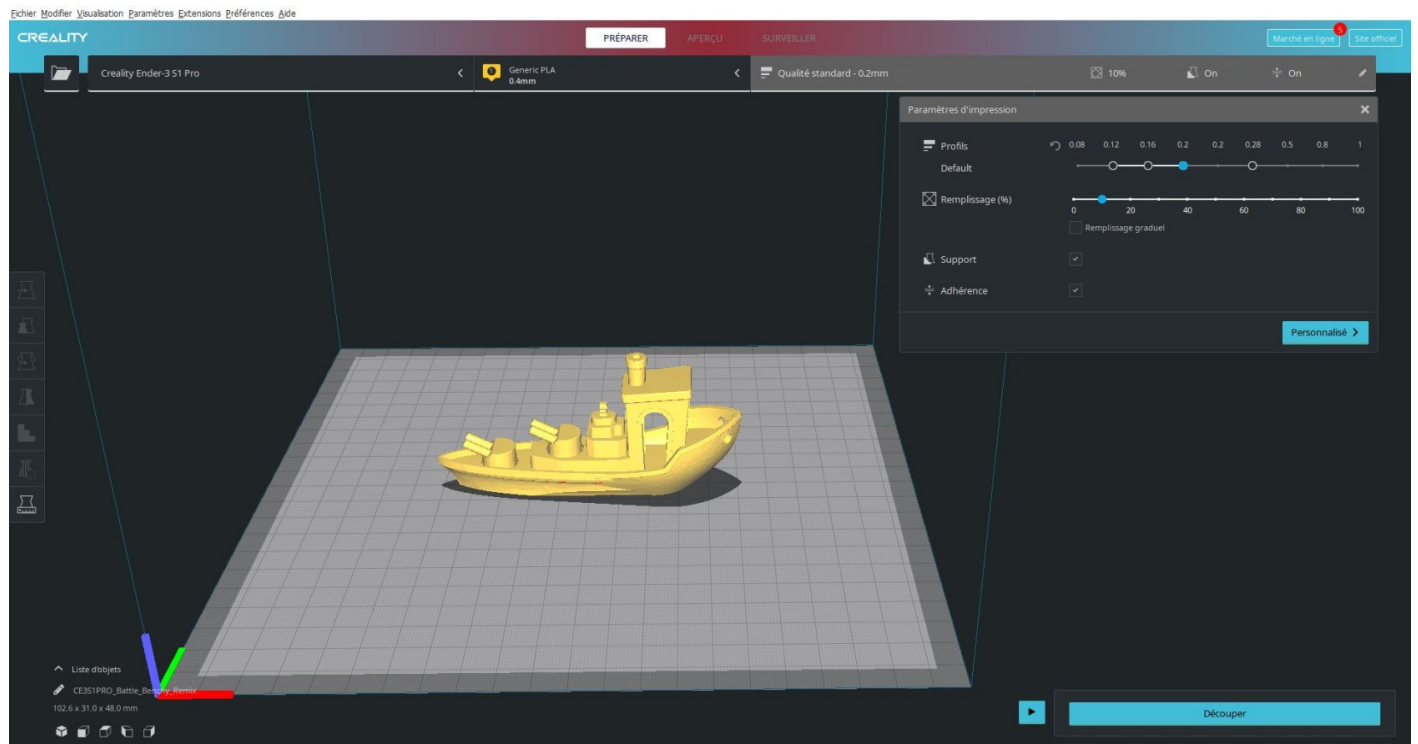 Fichier Modifier Visualisation Paramètres Extensions Préférences Aide
CREALITY
PRÉPARER APERÇU SURVEILLER
5
Marché en ligne Site officiel
Creality Ender-3 S1 Pro
Generic PLA
0.4mm
Qualité standard - 0.2mm 10% On On
Paramètres d'impression
Profils 0.08 0.12 0.16 0.2 0.2 0.28 0.5 0.8 1
Default
Remplissage (%)
0 20 40 60 80 100
Remplissage graduel
Support
Adhérence
Personnalisé
Liste d'objets
CE3S1PRO_Battle_Benchy_Remix
102.6 x 31.0 x 48.0 mm
Découper